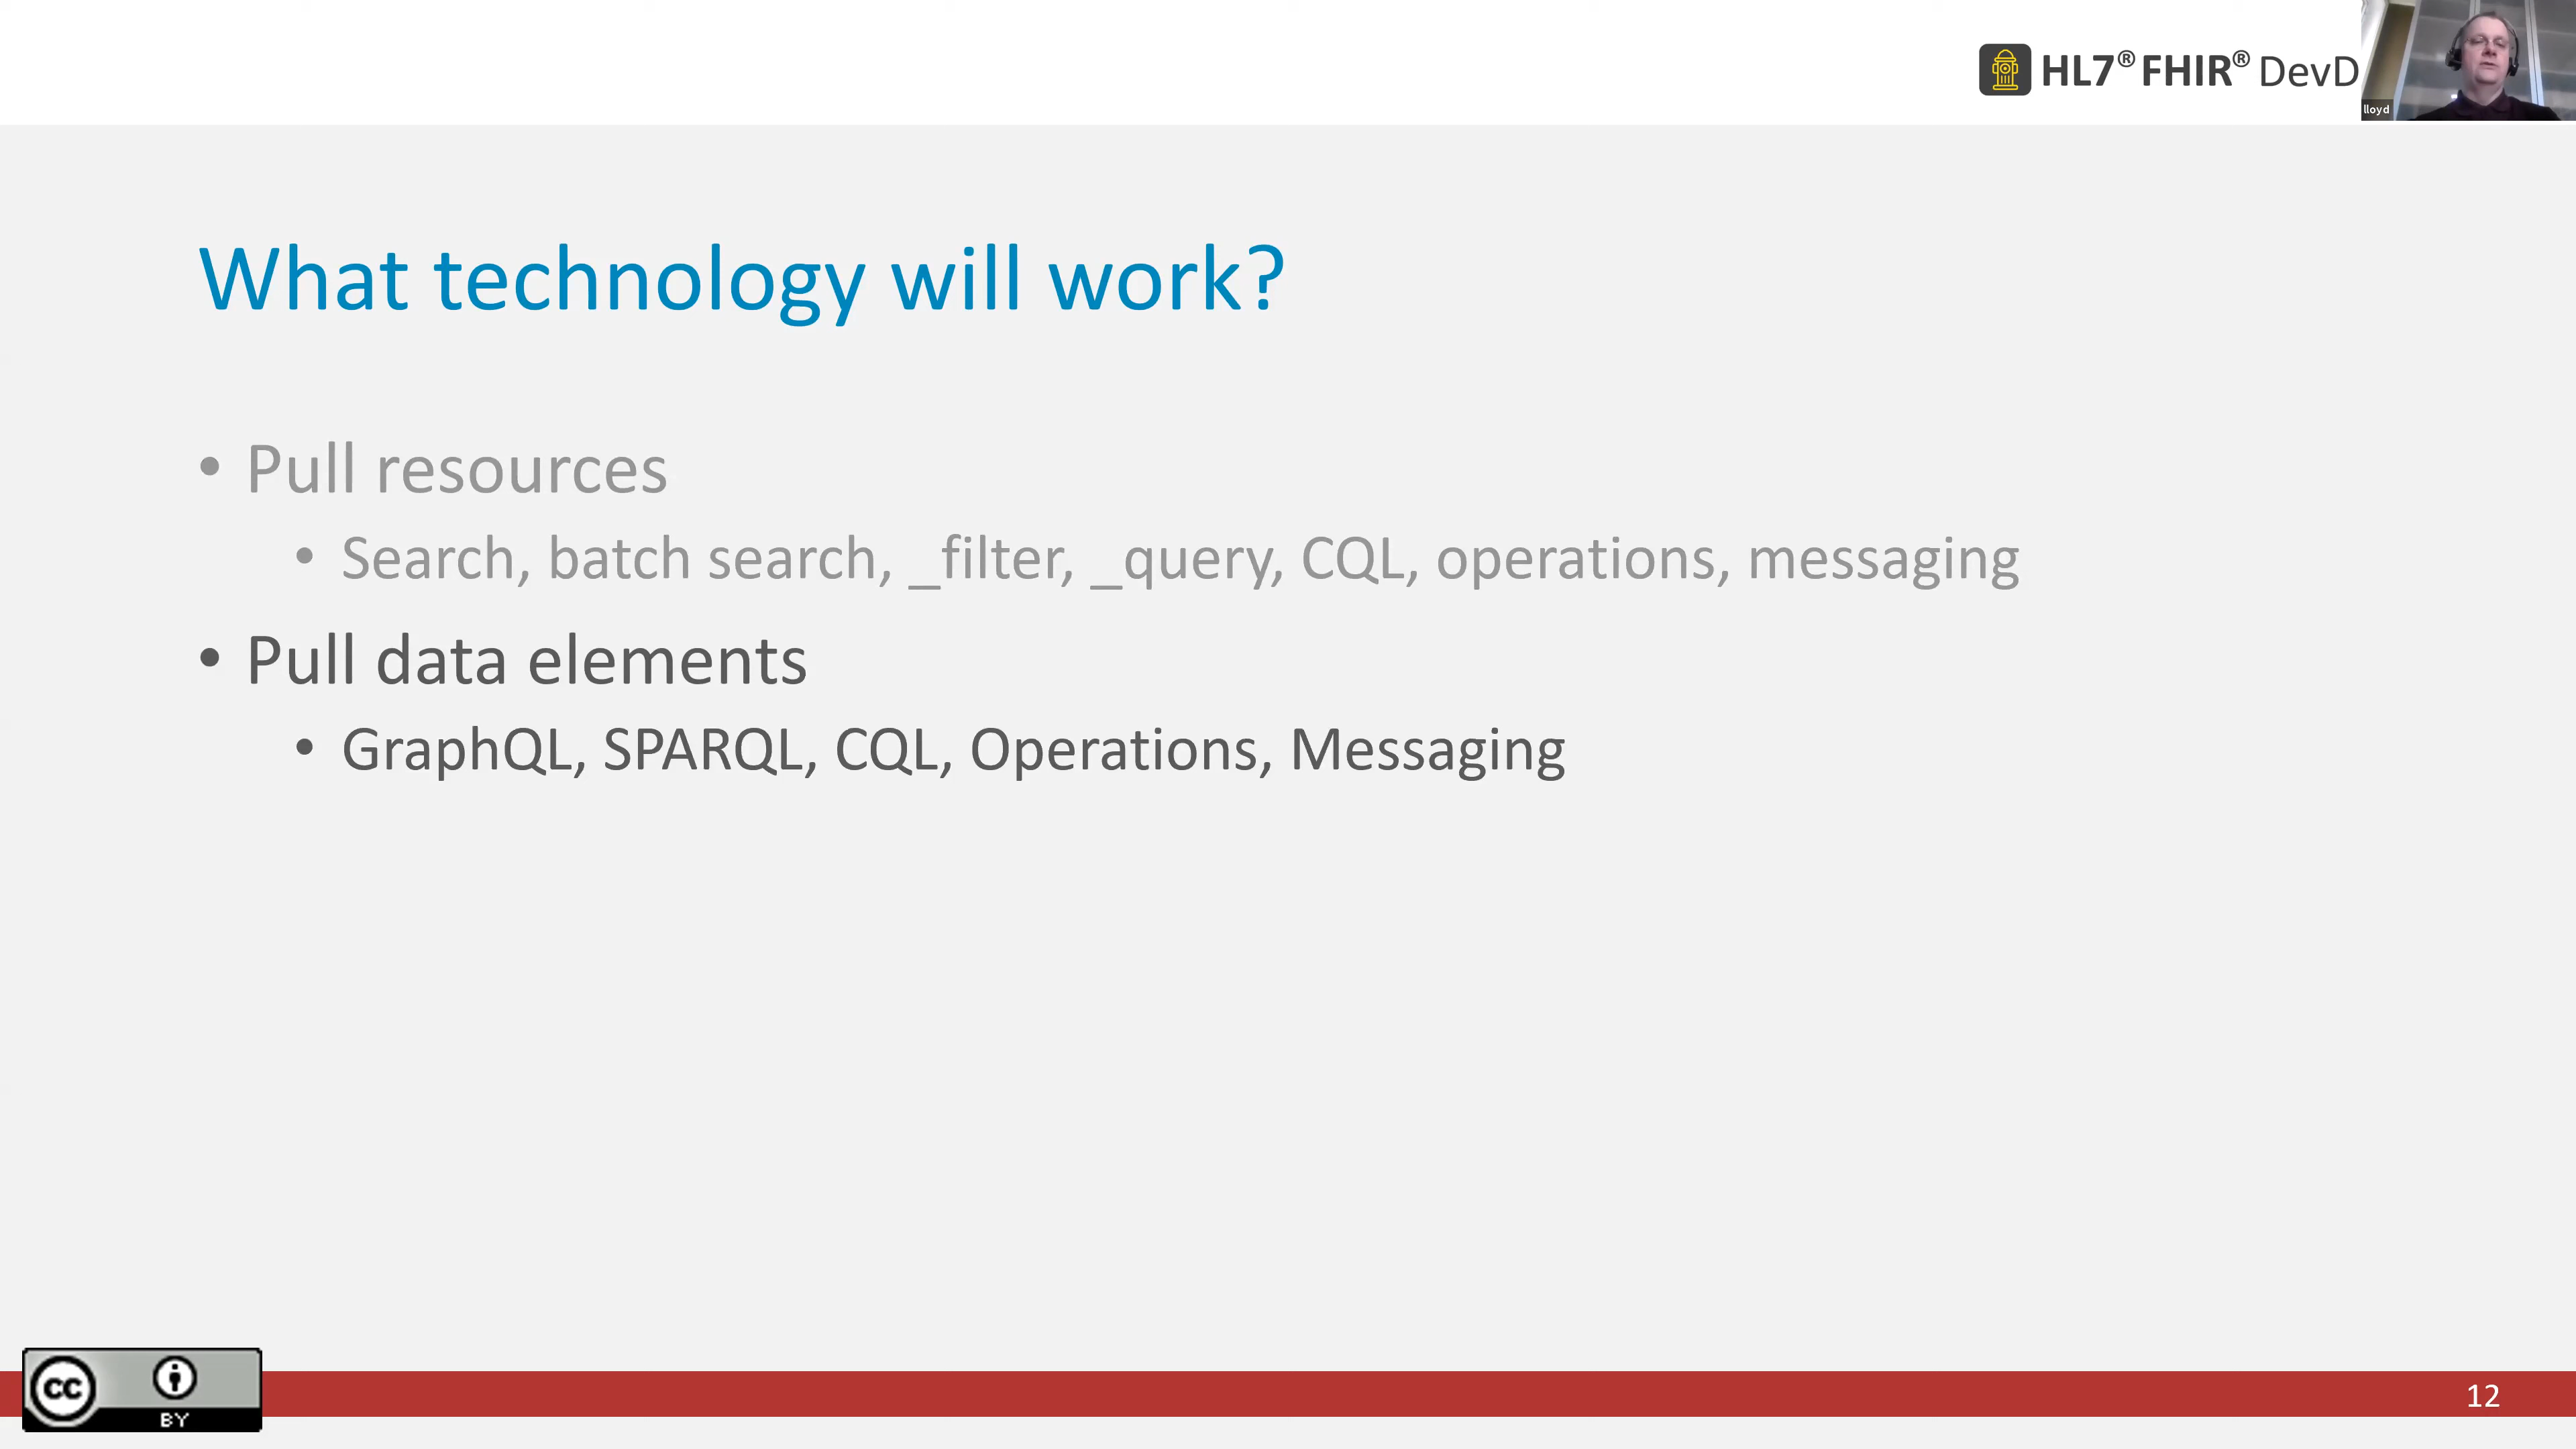 HL7® FHIR® DevD
lloyd
What technology will work?
• Pull resources
• Search, batch search, _filter, _query, CQL, operations, messaging
• Pull data elements
• GraphQL, SPARQL, CQL, Operations, Messaging
cc
BY
12